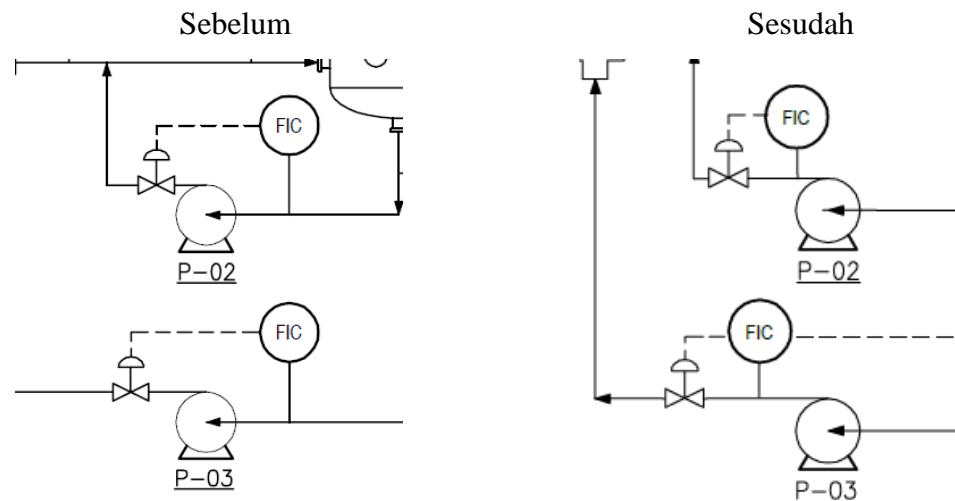 Sebelum
Sesudah
FIC
P-02
FIC
P-03
FIC
P-02
FIC
P-03